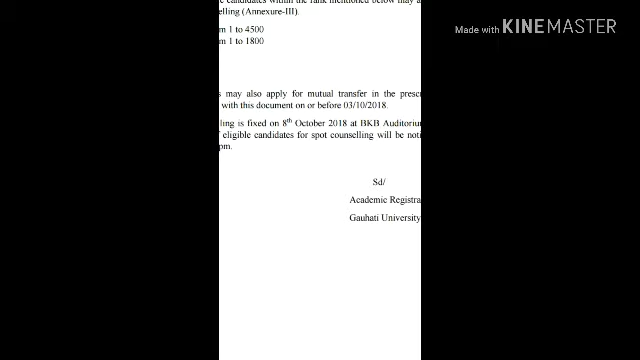 candidates within the rank mentioned below may a
elling (Annexure-III).
m 1 to 4500
m 1 to 1800
Made with KINEMASTER
s may also apply for mutual transfer in the prescr
with this document on or before 03/10/2018.
lling is fixed on 8th October 2018 at BKB Auditorium
eligible candidates for spot counselling will be noti
pm.
Sd/
Academic Registra
Gauhati University